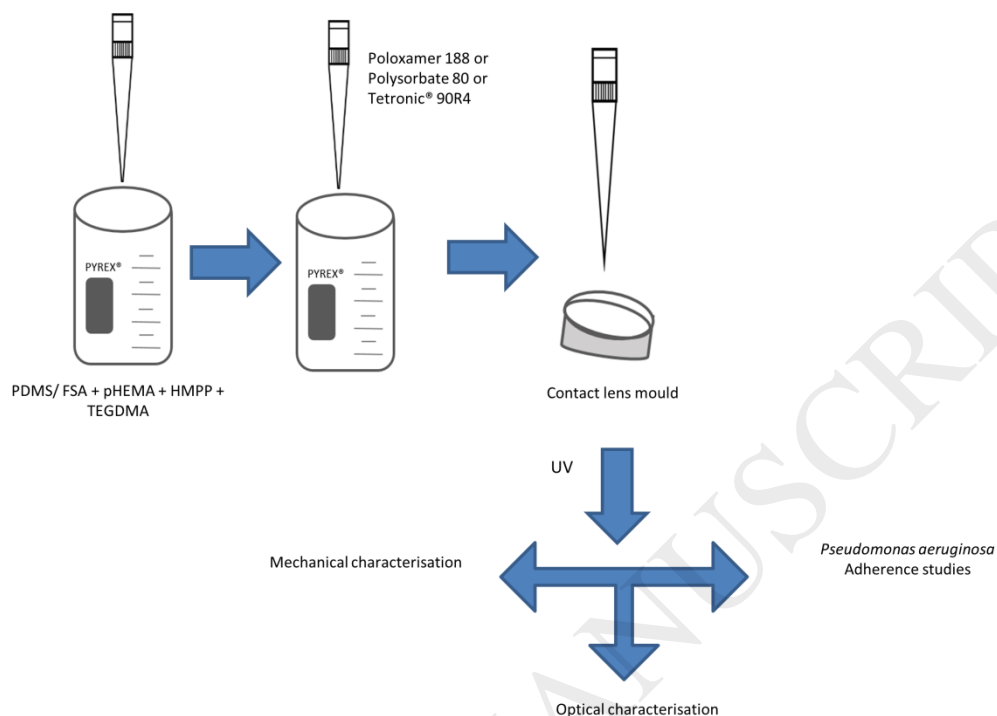 Poloxamer 188 or
Polysorbate 80 or
Tetronic® 90R4
PYREX®
PYREX®
PDMS/ FSA + pHEMA + HMPP +
TEGDMA
Contact lens mould
UV
Mechanical characterisation
Pseudomonas aeruginosa
Adherence studies
Optical characterisation